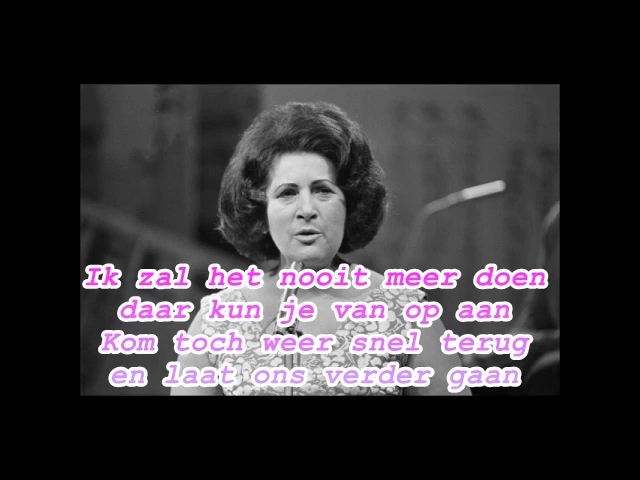 Ik zal het nooit meer doen
daar kun je van op aan
Kom toch weer snel terug
en laat ons verder gaan